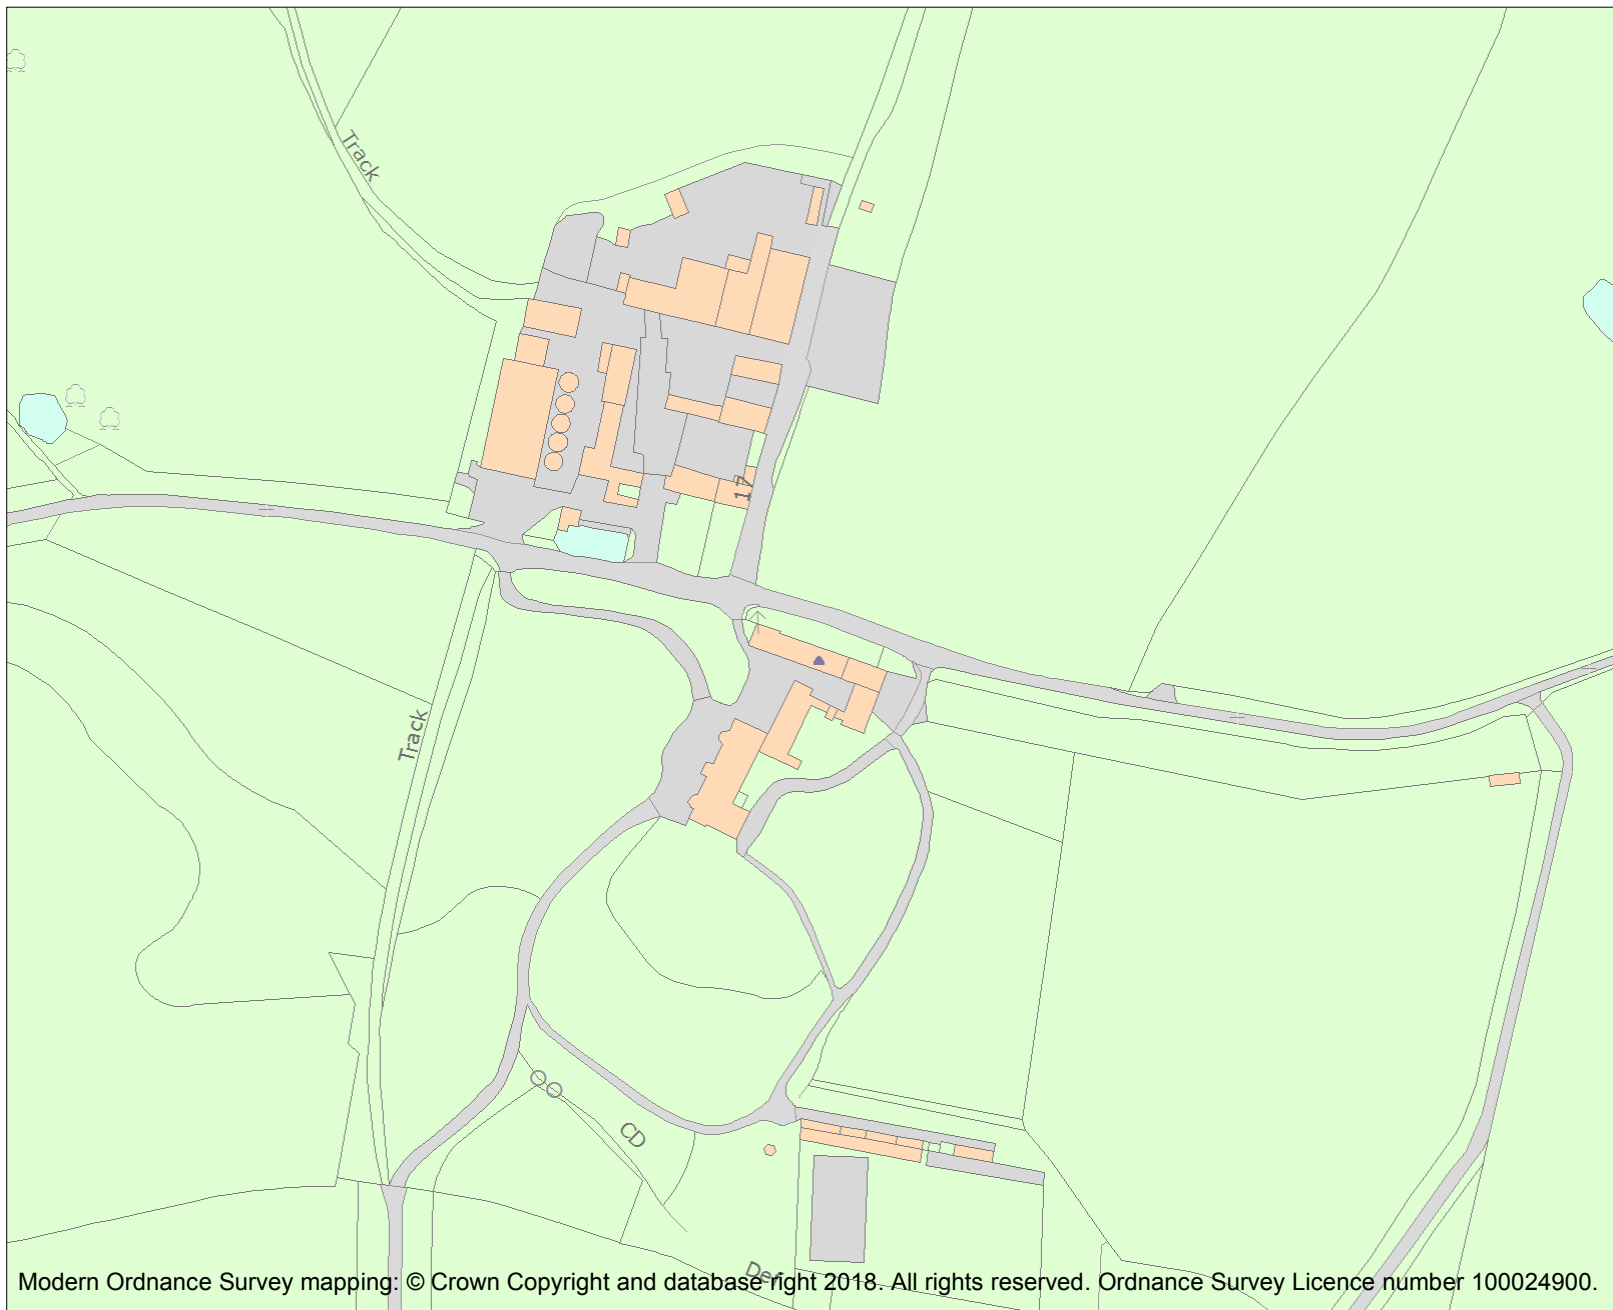 Track
17
Track
CD
Def
Modern Ordnance Survey mapping: © Crown Copyright and database right 2018. All rights reserved. Ordnance Survey Licence number 100024900.